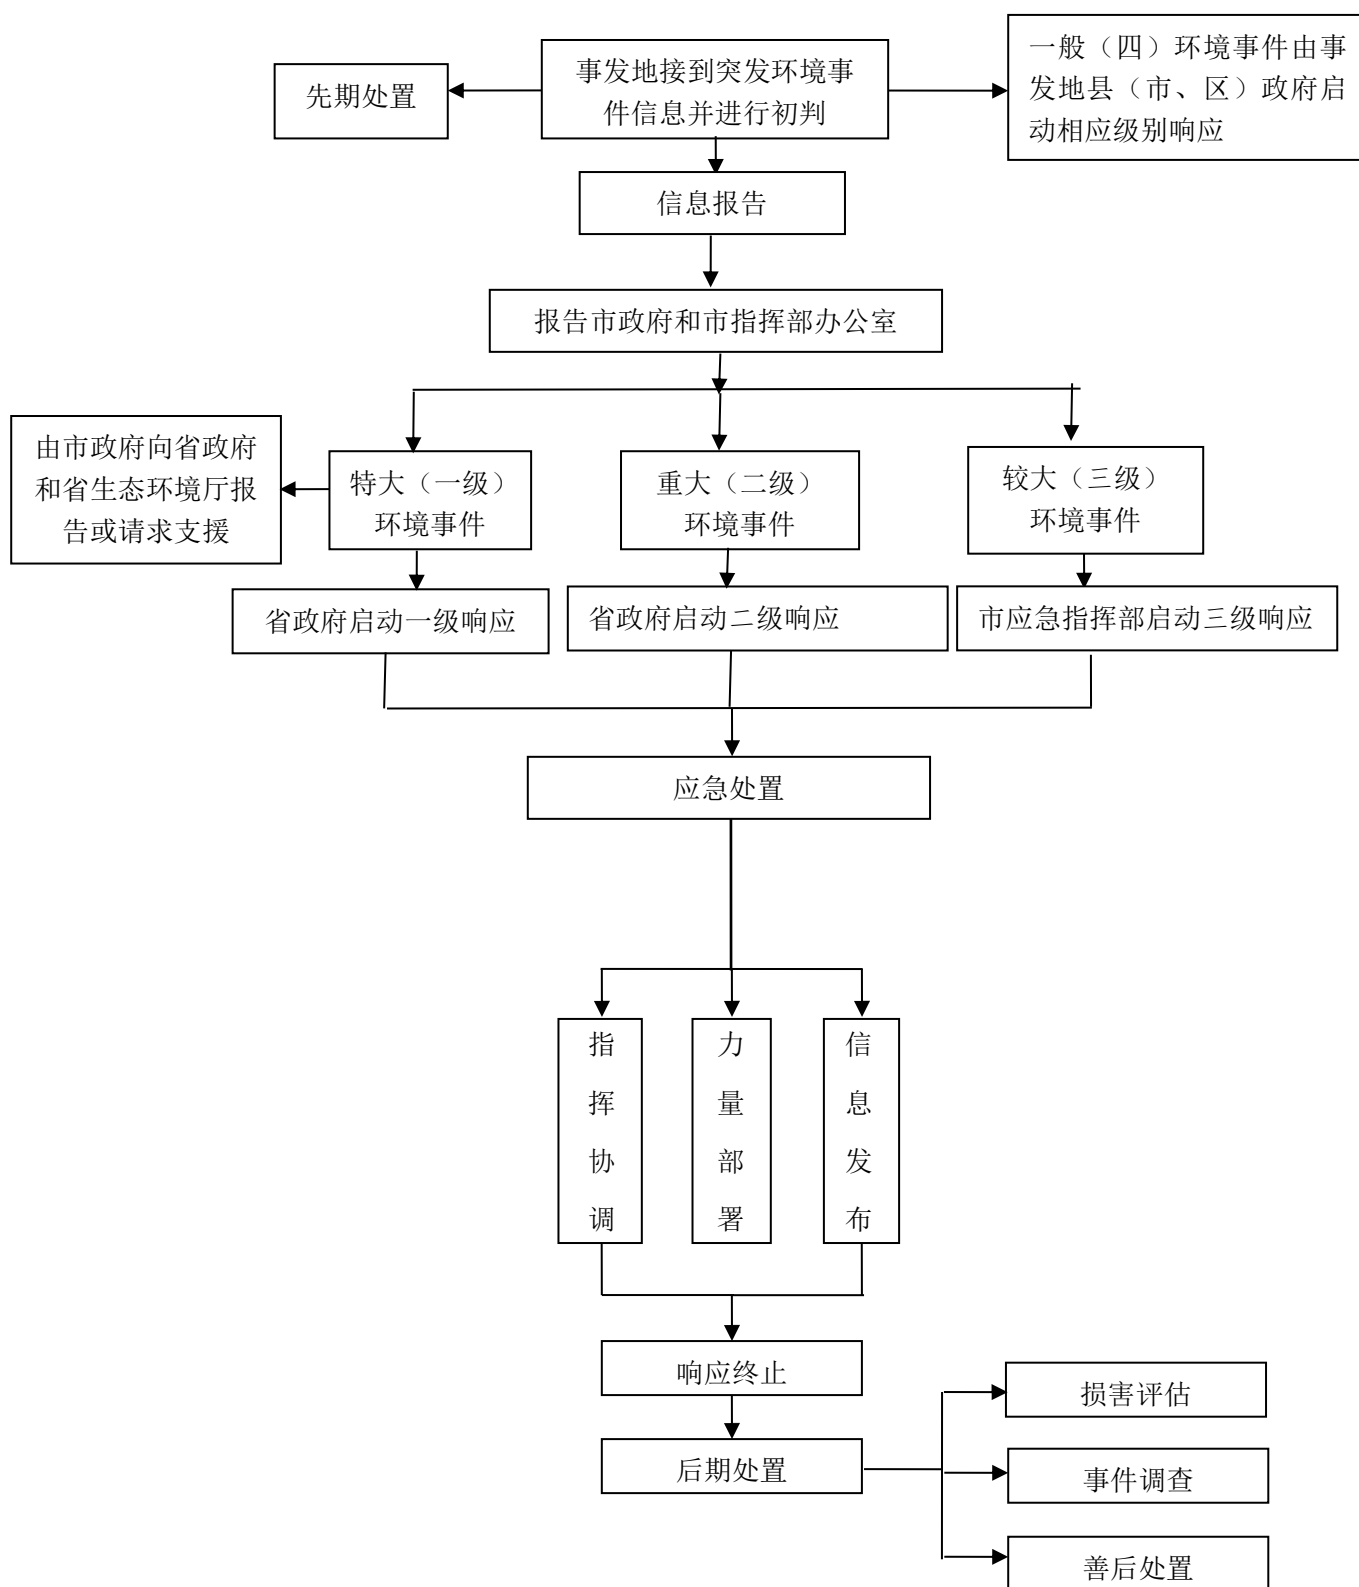 先期处置
事发地接到突发环境事
件信息并进行初判
一般（四）环境事件由事
发地县（市、区）政府启
动相应级别响应
信息报告
报告市政府和市指挥部办公室
由市政府向省政府
和省生态环境厅报
告或请求支援
特大（一级）
环境事件
重大（二级）
环境事件
较大（三级）
环境事件
省政府启动一级响应
省政府启动二级响应
市应急指挥部启动三级响应
应急处置
指挥协调
力量部署
信息发布
响应终止
后期处置
损害评估
事件调查
善后处置